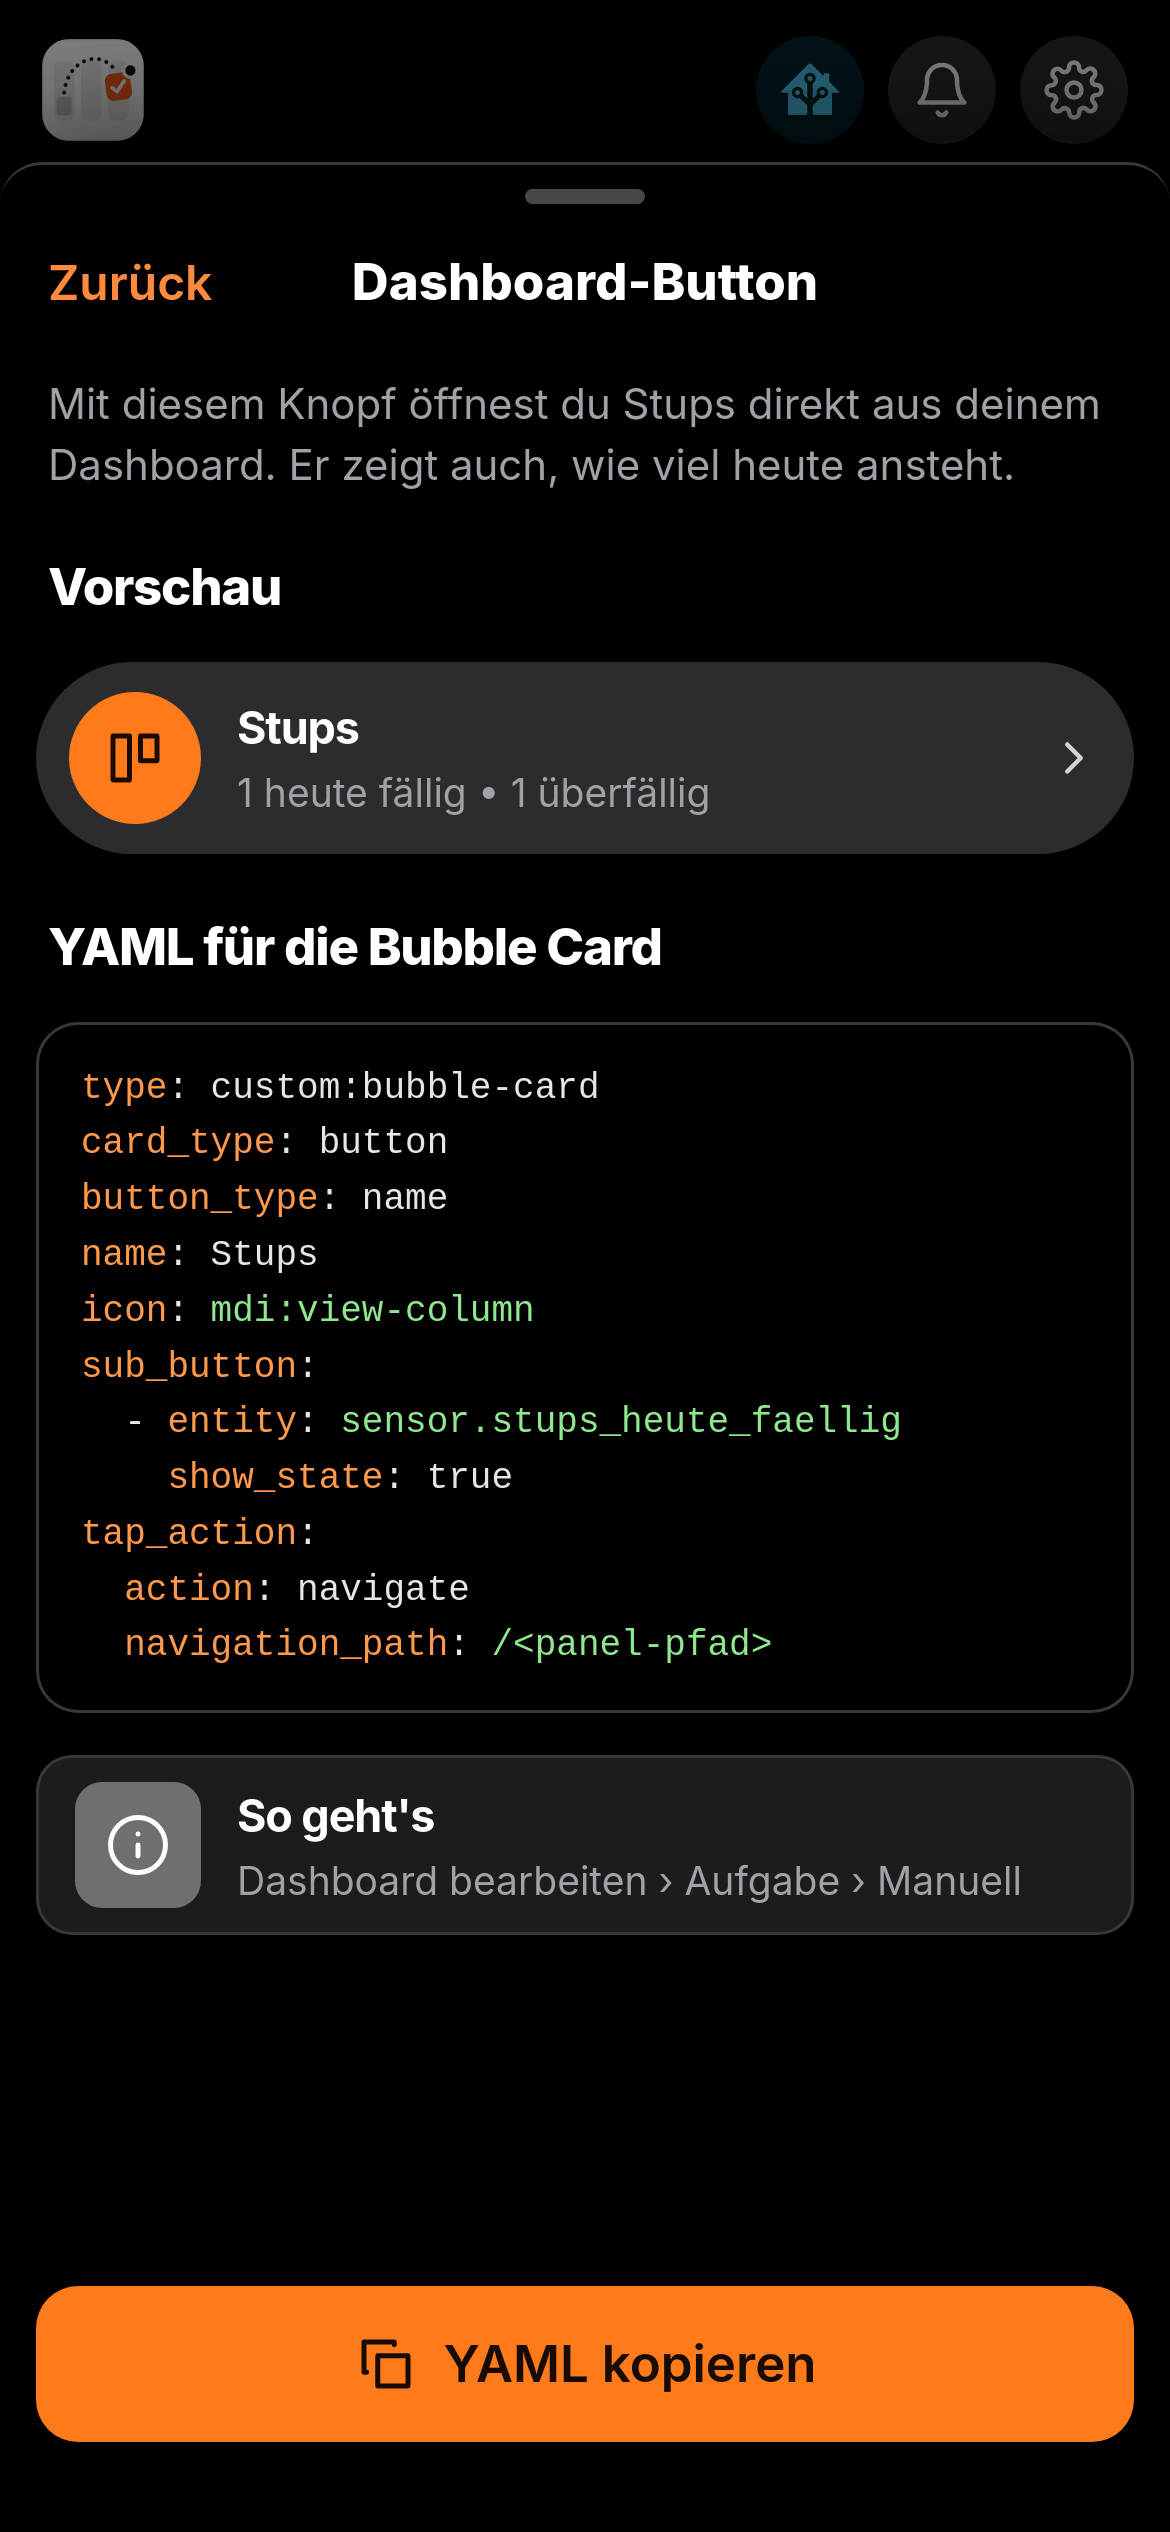 Zurück
Dashboard-Button
Mit diesem Knopf öffnest du Stups direkt aus deinem
Dashboard. Er zeigt auch, wie viel heute ansteht.
Vorschau
Stups
1 heute fällig • 1 überfällig
YAML für die Bubble Card
type: custom:bubble-card
card_type: button
button_type: name
name: Stups
icon: mdi:view-column
sub_button:
  - entity: sensor.stups_heute_faellig
    show_state: true
tap_action:
  action: navigate
  navigation_path: /<panel-pfad>
So geht's
Dashboard bearbeiten › Aufgabe › Manuell
YAML kopieren